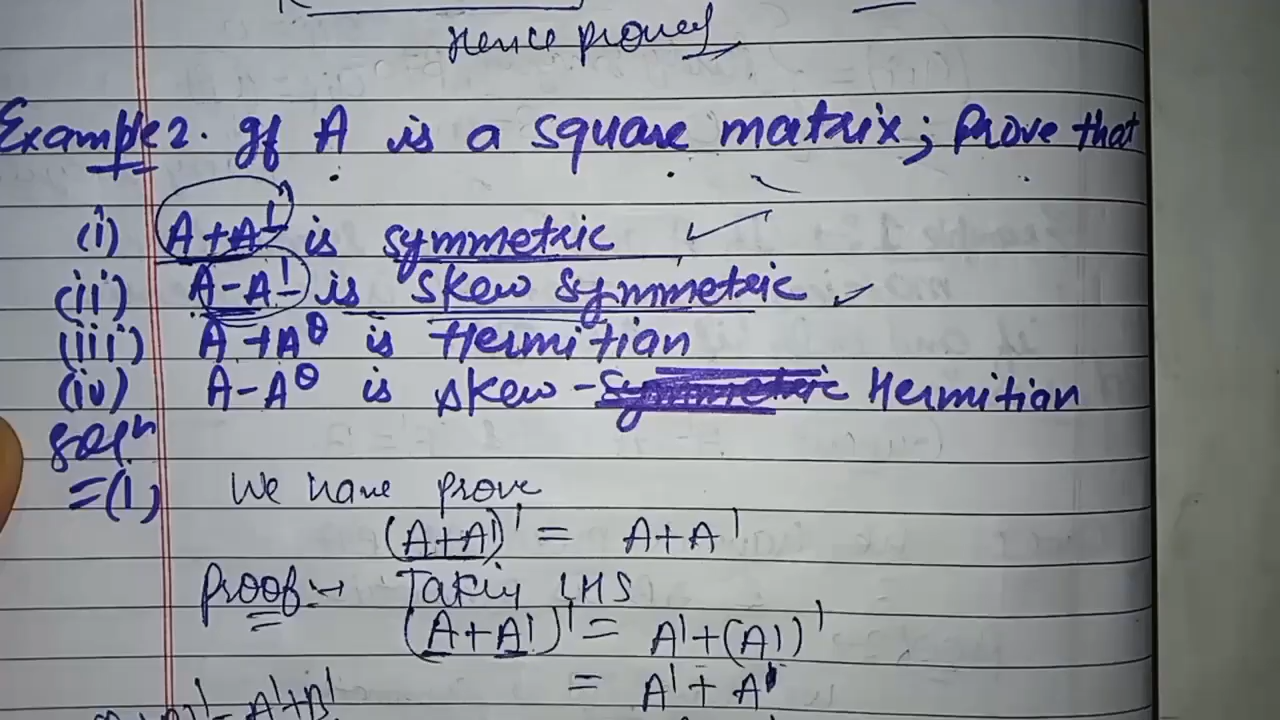 Hence proved
Example 2. If A is a square matrix; Prove that
(i) A+A' is symmetric
(ii) A-A' is skew symmetric
(iii) A+A^θ is Hermitian
(iv) A-A^θ is skew - Symmetric Hermitian
Solⁿ
=(i) We have prove
(A+A')' = A+A'
Proof:→ Taking LHS
(A+A')' = A'+(A')'
= A'+A
= A'+B'